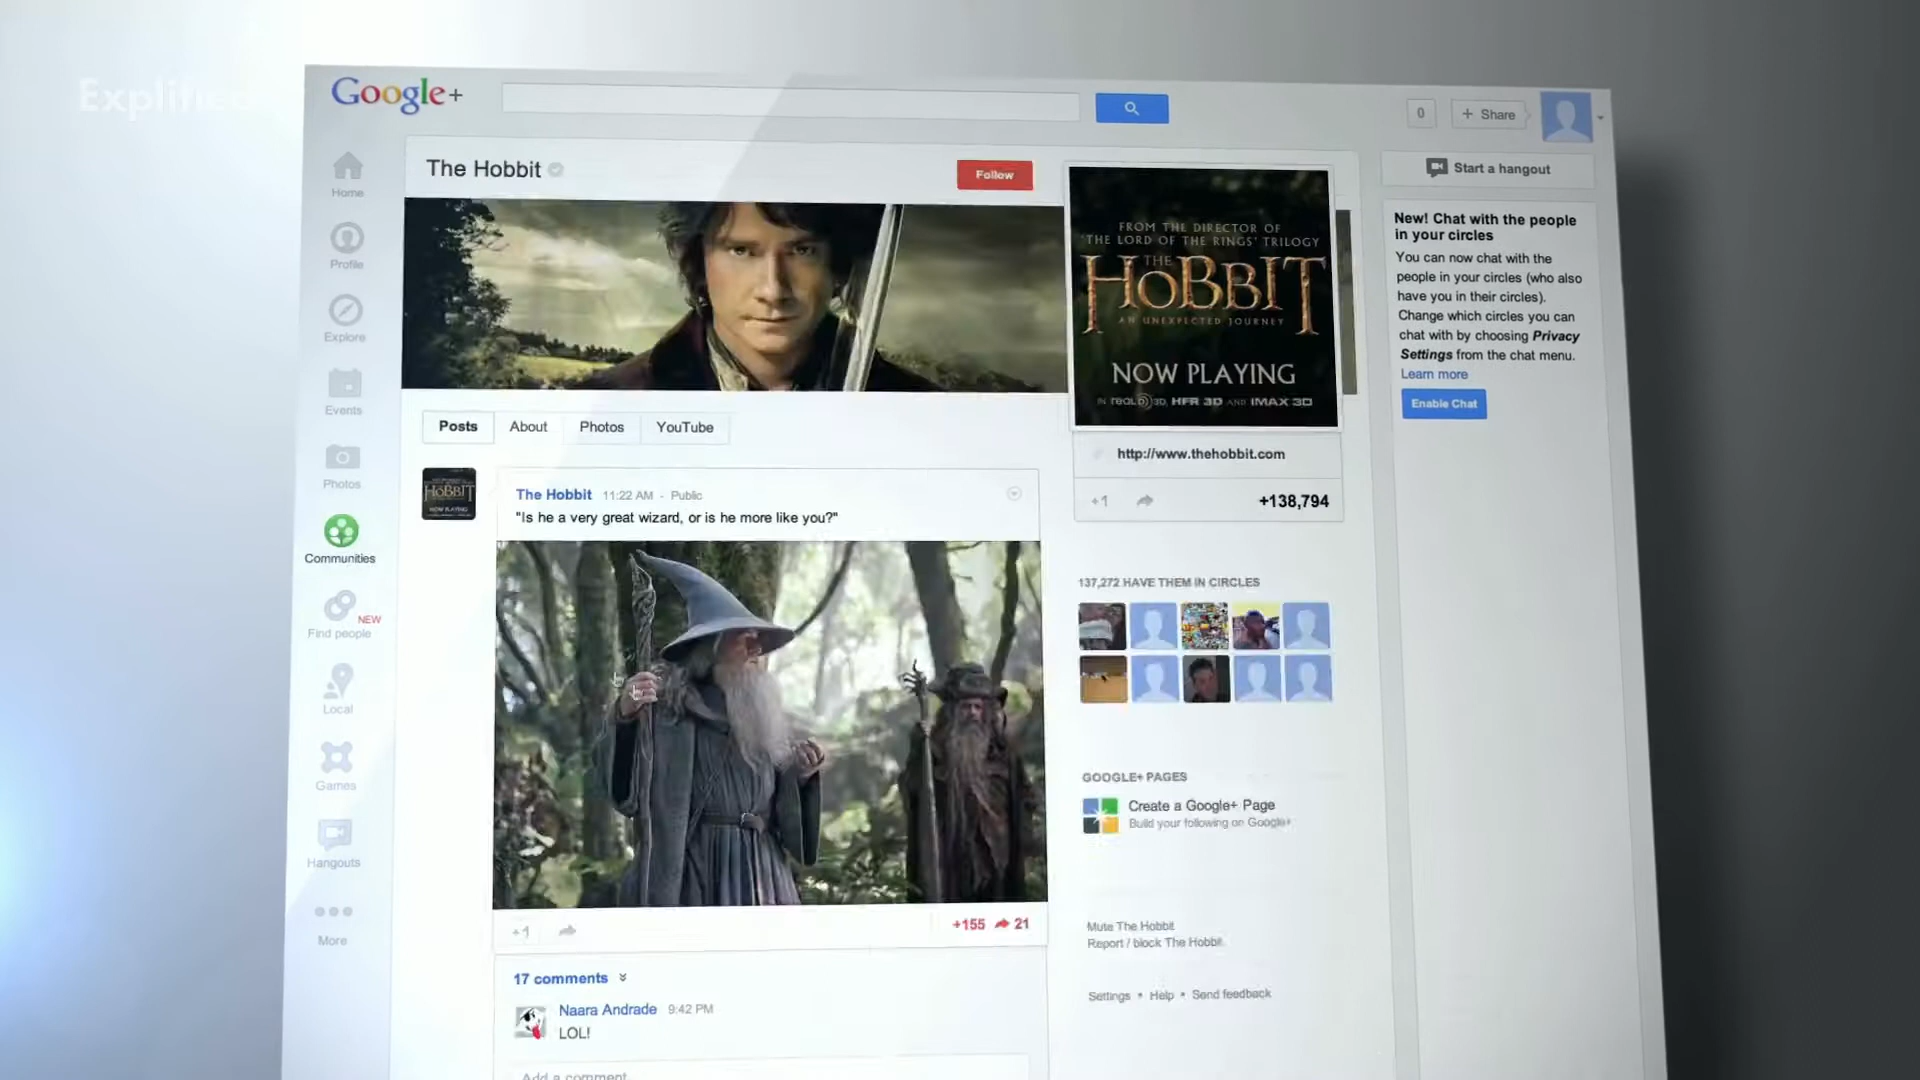 Explified
Google+
0
+ Share
The Hobbit
Follow
Start a hangout
Home
Profile
Explore
Events
Photos
Communities
Find people
NEW
Local
Games
Hangouts
More
FROM THE DIRECTOR OF
'THE LORD OF THE RINGS' TRILOGY
THE
HOBBIT
AN UNEXPECTED JOURNEY
NOW PLAYING
IN REAL D 3D, HFR 3D AND IMAX 3D
New! Chat with the people
in your circles
You can now chat with the
people in your circles (who also
have you in their circles).
Change which circles you can
chat with by choosing Privacy
Settings from the chat menu.
Learn more
Enable Chat
Posts
About
Photos
YouTube
http://www.thehobbit.com
+1
+138,794
HOBBIT
NOW PLAYING
The Hobbit 11:22 AM - Public
"Is he a very great wizard, or is he more like you?"
137,272 HAVE THEM IN CIRCLES
GOOGLE+ PAGES
Create a Google+ Page
Build your following on Google+
+1
+155
21
Mute The Hobbit
Report / block The Hobbit
17 comments
Naara Andrade 9:42 PM
LOL!
Settings • Help • Send feedback
Add a comment